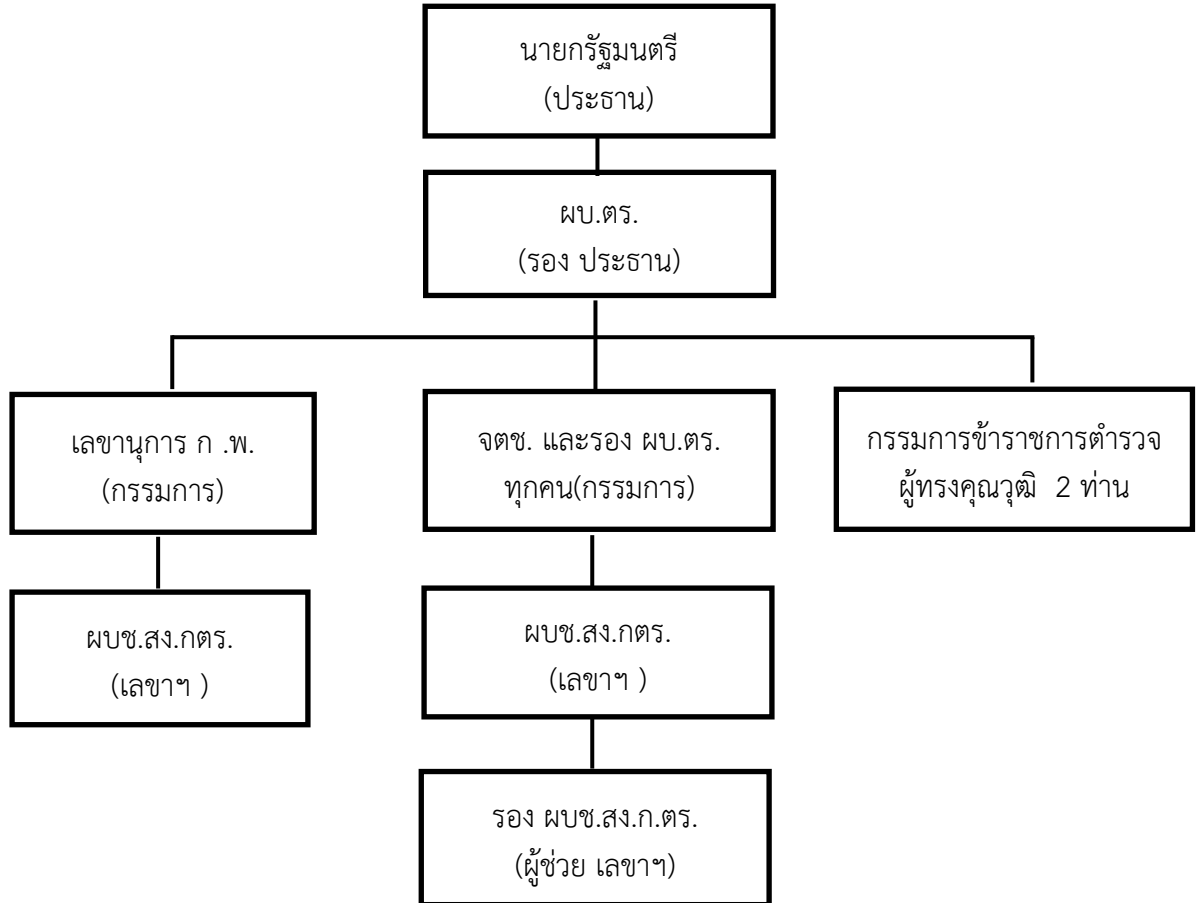 นายกรัฐมนตรี
(ประธาน)
ผบ.ตร.
(รอง ประธาน)
เลขานุการ ก .พ.
(กรรมการ)
จตช. และรอง ผบ.ตร.
ทุกคน(กรรมการ)
กรรมการข้าราชการตำรวจ
ผู้ทรงคุณวุฒิ 2 ท่าน
ผบช.สง.กตร.
(เลขาฯ )
ผบช.สง.กตร.
(เลขาฯ )
รอง ผบช.สง.ก.ตร.
(ผู้ช่วย เลขาฯ)